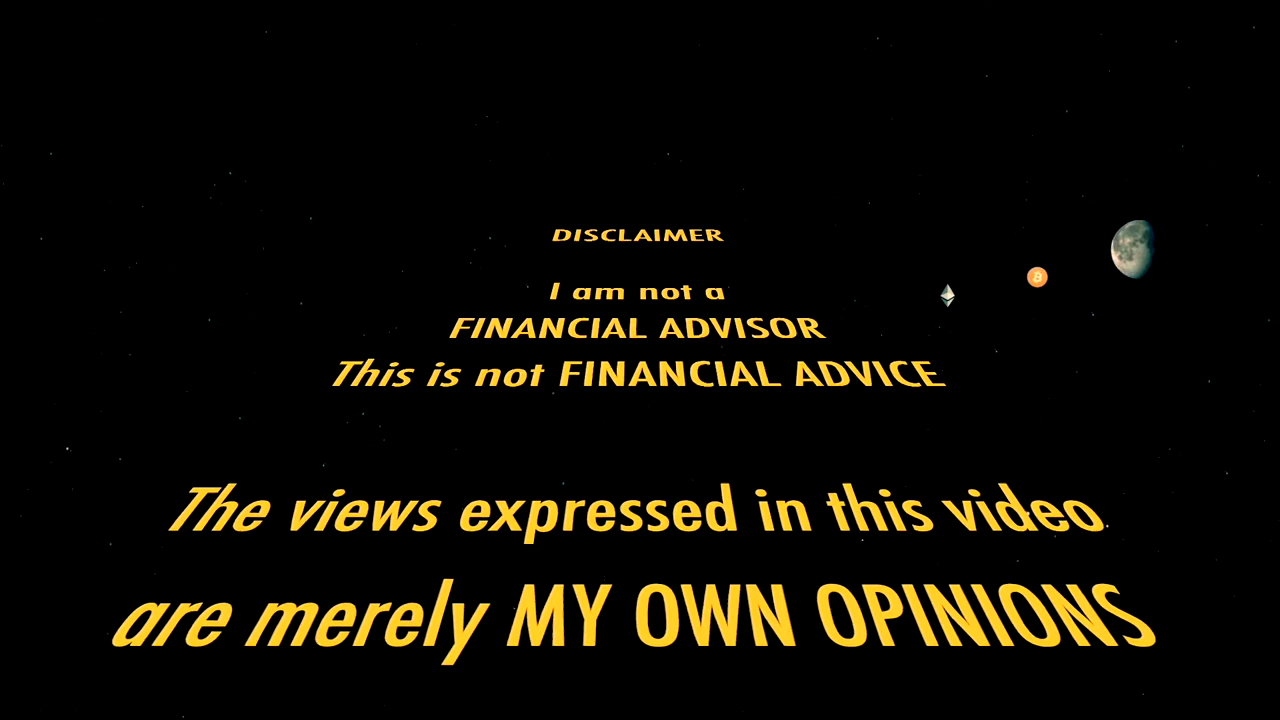 DISCLAIMER
I am not a
FINANCIAL ADVISOR
This is not FINANCIAL ADVICE
The views expressed in this video
are merely MY OWN OPINIONS